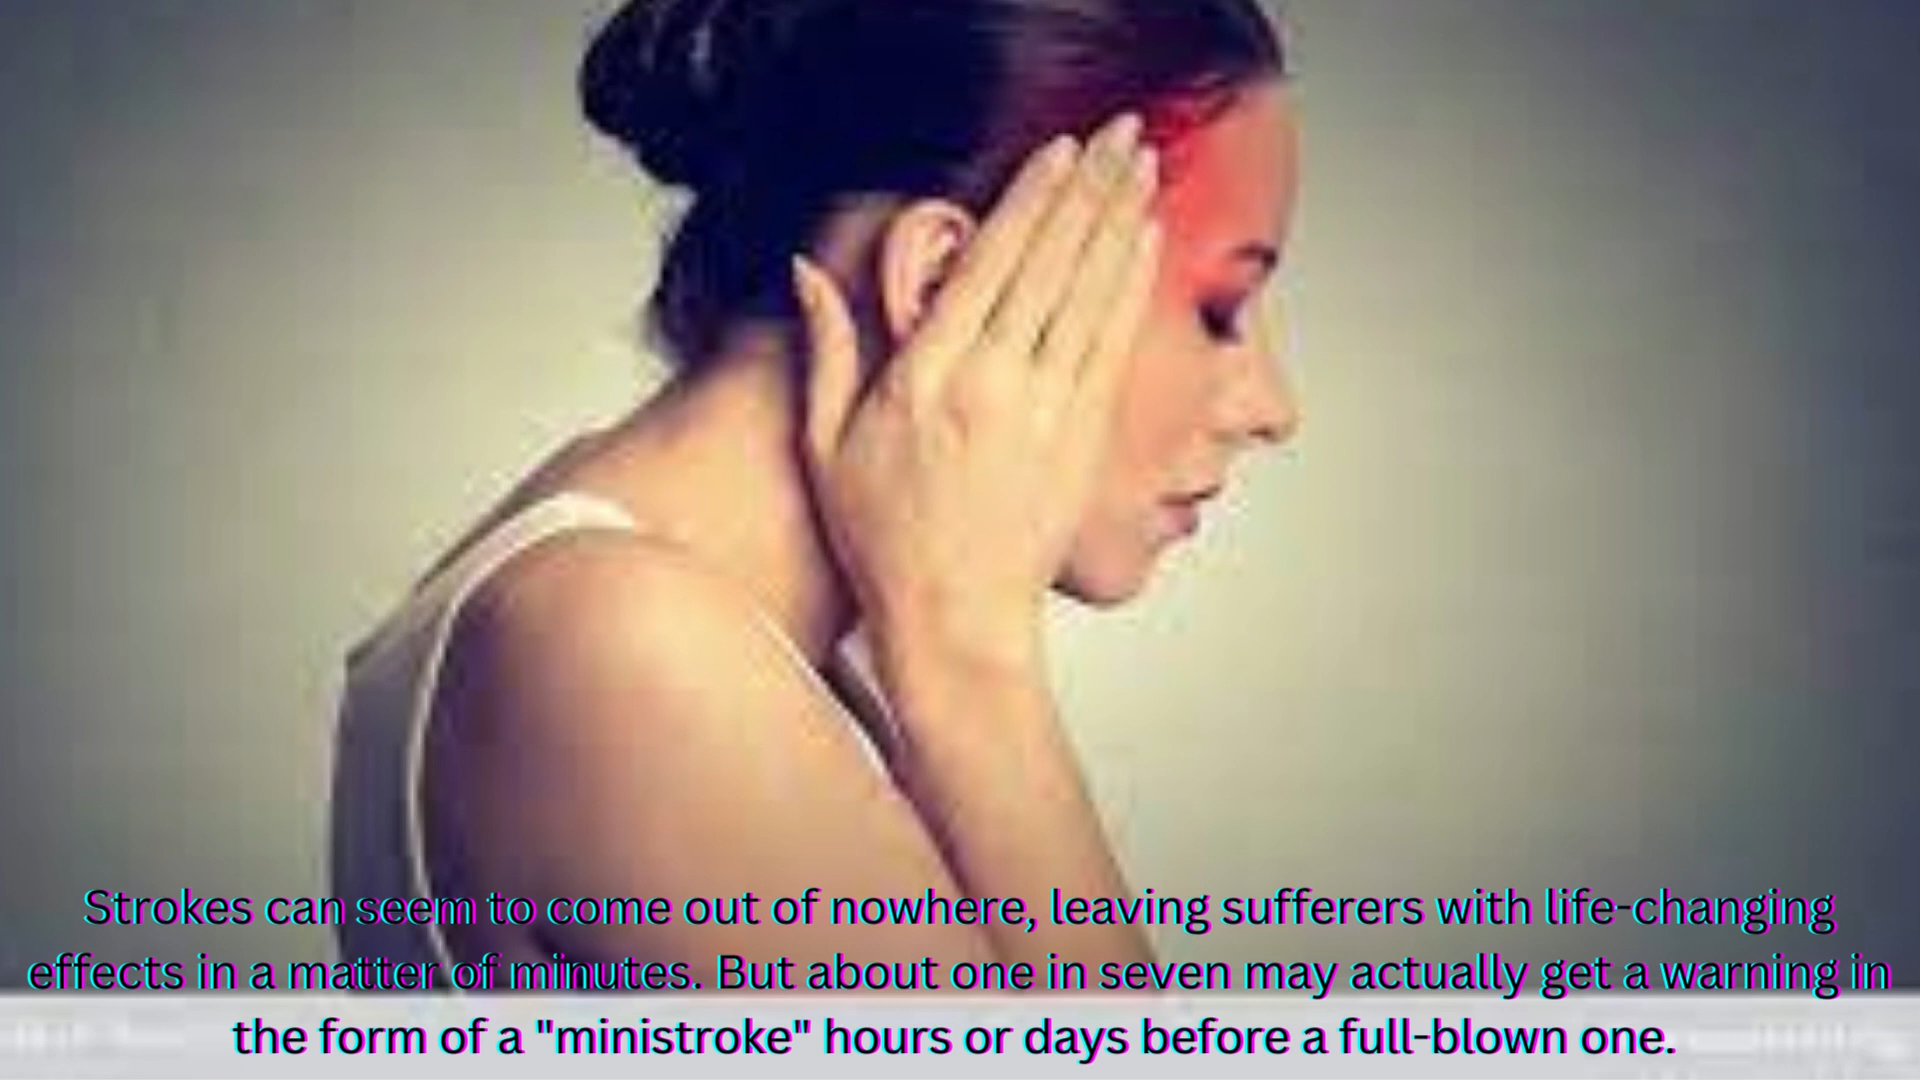 Strokes can seem to come out of nowhere, leaving sufferers with life-changing
effects in a matter of minutes. But about one in seven may actually get a warning in
the form of a "ministroke" hours or days before a full-blown one.